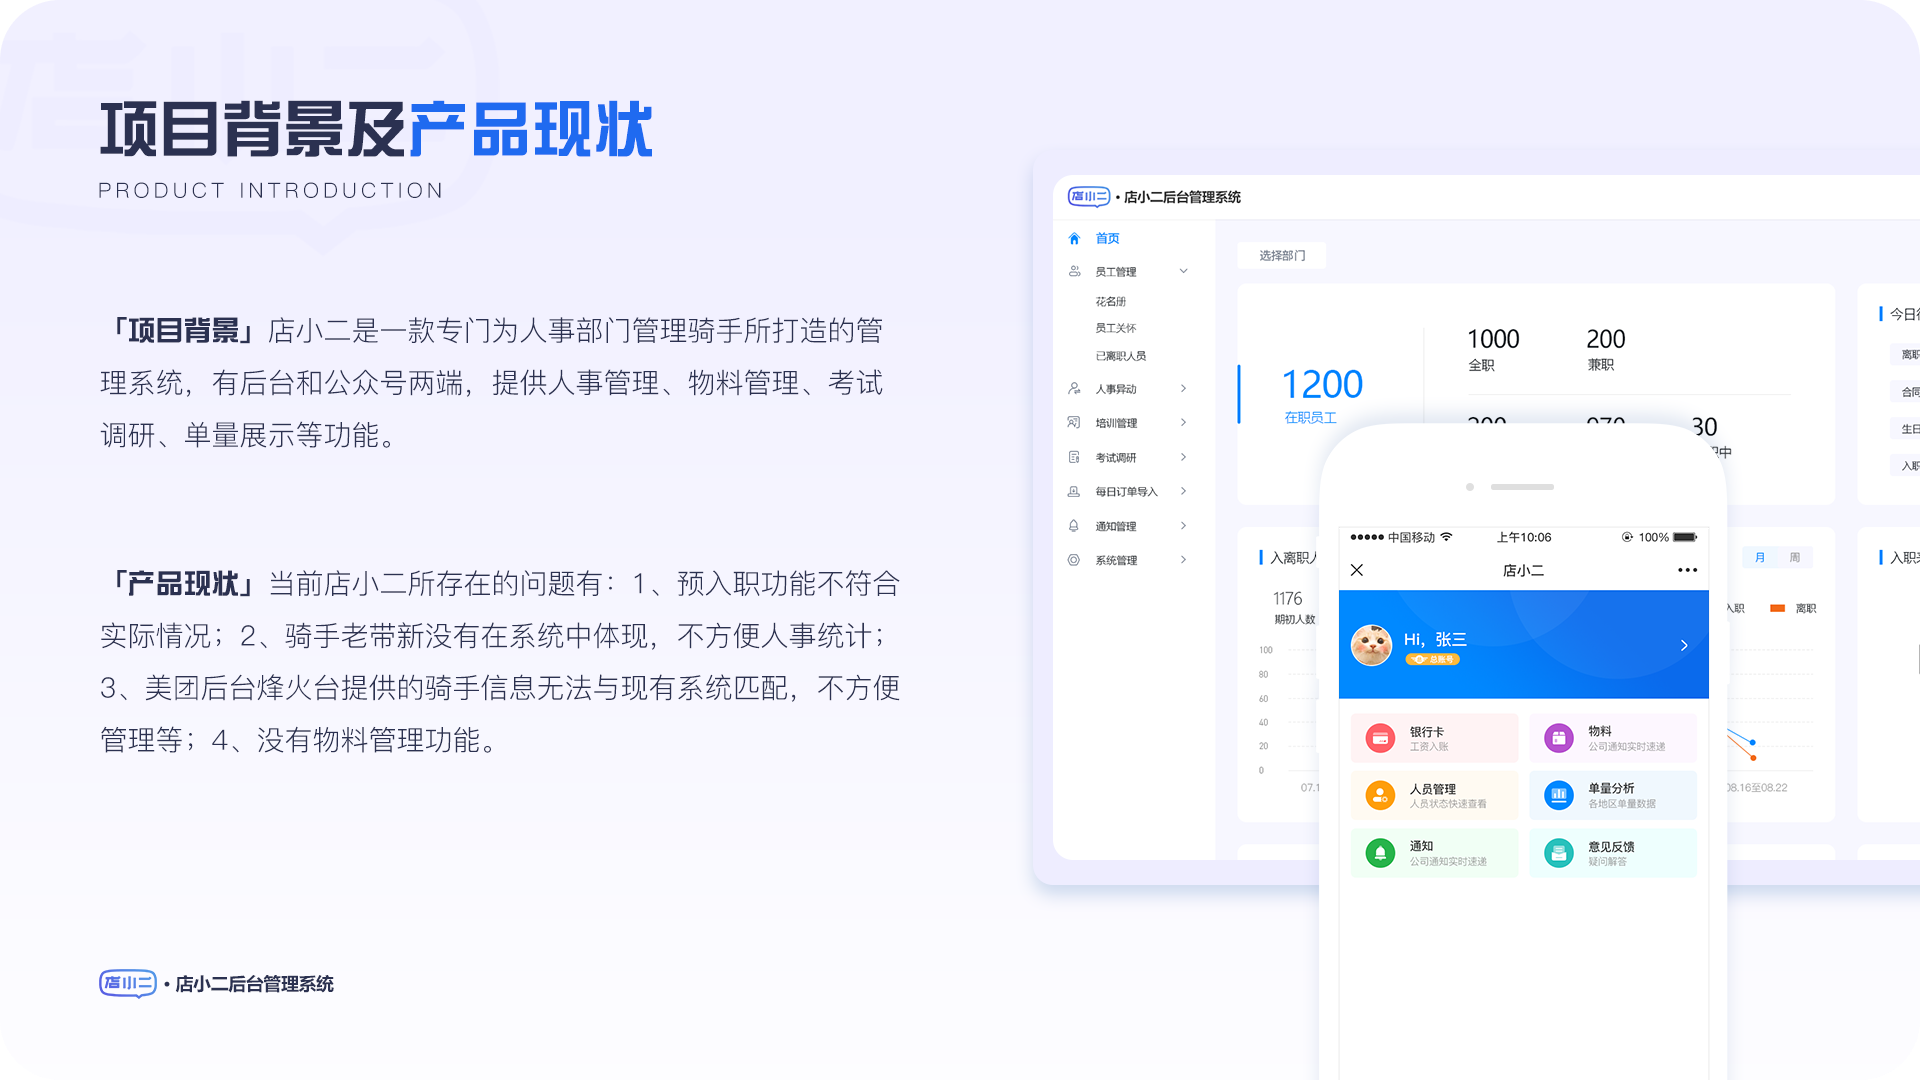 店小二
项目背景及产品现状
PRODUCT INTRODUCTION
「项目背景」店小二是一款专门为人事部门管理骑手所打造的管
理系统，有后台和公众号两端，提供人事管理、物料管理、考试
调研、单量展示等功能。
「产品现状」当前店小二所存在的问题有：1、预入职功能不符合
实际情况；2、骑手老带新没有在系统中体现，不方便人事统计；
3、美团后台烽火台提供的骑手信息无法与现有系统匹配，不方便
管理等；4、没有物料管理功能。
店小二·店小二后台管理系统
店小二·店小二后台管理系统
首页
员工管理
花名册
员工关怀
已离职人员
人事异动
培训管理
考试调研
每日订单导入
通知管理
系统管理
选择部门
1200
在职员工
1000
全职
200
兼职
30
职中
今日待
离职
合同
生日
入职
入离职人
1176
期初人数
月
周
入职
离职
100
80
60
40
20
0
07.1
08.16至08.22
入职来
中国移动
上午10:06
100%
店小二
Hi，张三
总账号
银行卡
工资入账
物料
公司通知实时速递
人员管理
人员状态快速查看
单量分析
各地区单量数据
通知
公司通知实时速递
意见反馈
疑问解答